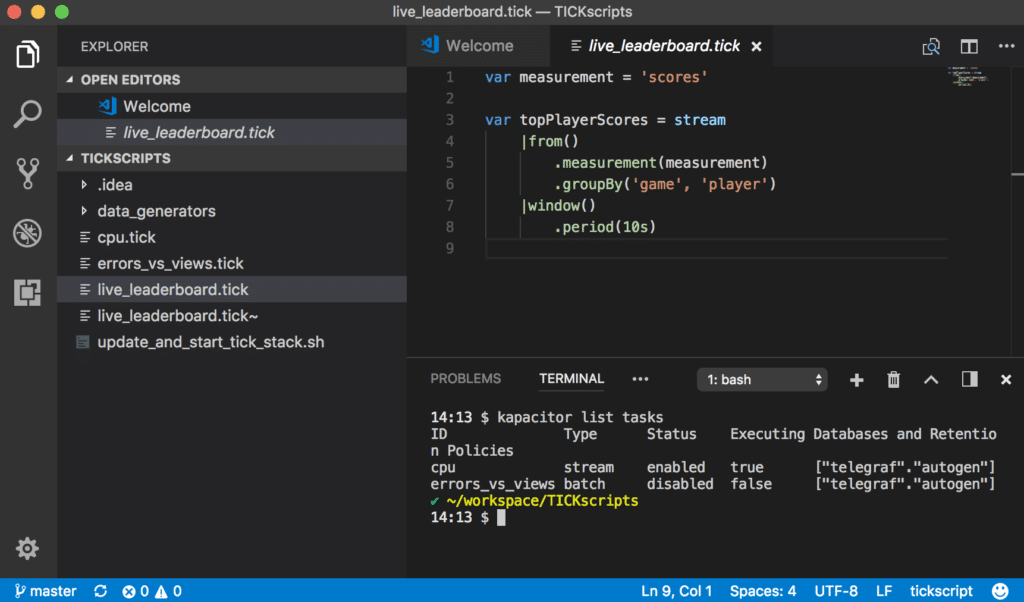 live_leaderboard.tick — TICKscripts
EXPLORER
OPEN EDITORS
Welcome
live_leaderboard.tick
TICKSCRIPTS
.idea
data_generators
cpu.tick
errors_vs_views.tick
live_leaderboard.tick
live_leaderboard.tick~
update_and_start_tick_stack.sh
Welcome
live_leaderboard.tick
1 var measurement = 'scores'
2
3 var topPlayerScores = stream
4 |from()
5 .measurement(measurement)
6 .groupBy('game', 'player')
7 |window()
8 .period(10s)
9
PROBLEMS TERMINAL ••• 1: bash
14:13 $ kapacitor list tasks
ID Type Status Executing Databases and Retentio
n Policies
cpu stream enabled true ["telegraf"."autogen"]
errors_vs_views batch disabled false ["telegraf"."autogen"]
✔ ~/workspace/TICKscripts
14:13 $
master 0 0 Ln 9, Col 1 Spaces: 4 UTF-8 LF tickscript